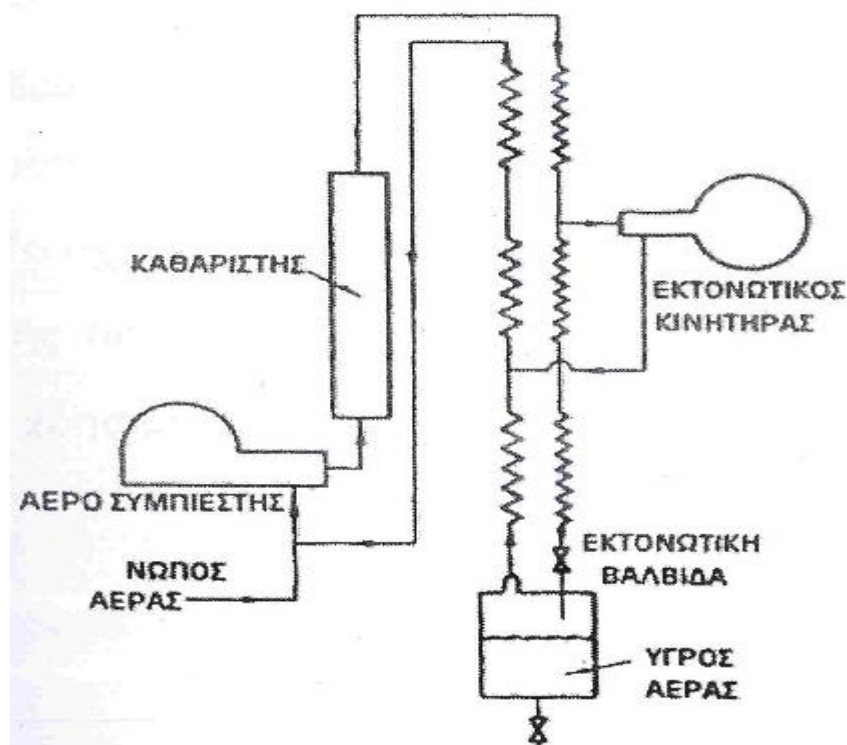 ΚΑΘΑΡΙΣΤΗΣ
ΕΚΤΟΝΩΤΙΚΟΣ
ΚΙΝΗΤΗΡΑΣ
ΑΕΡΟ ΣΥΜΠΙΕΣΤΗΣ
ΝΩΠΟΣ
ΑΕΡΑΣ
ΕΚΤΟΝΩΤΙΚΗ
ΒΑΛΒΙΔΑ
ΥΓΡΟΣ
ΑΕΡΑΣ